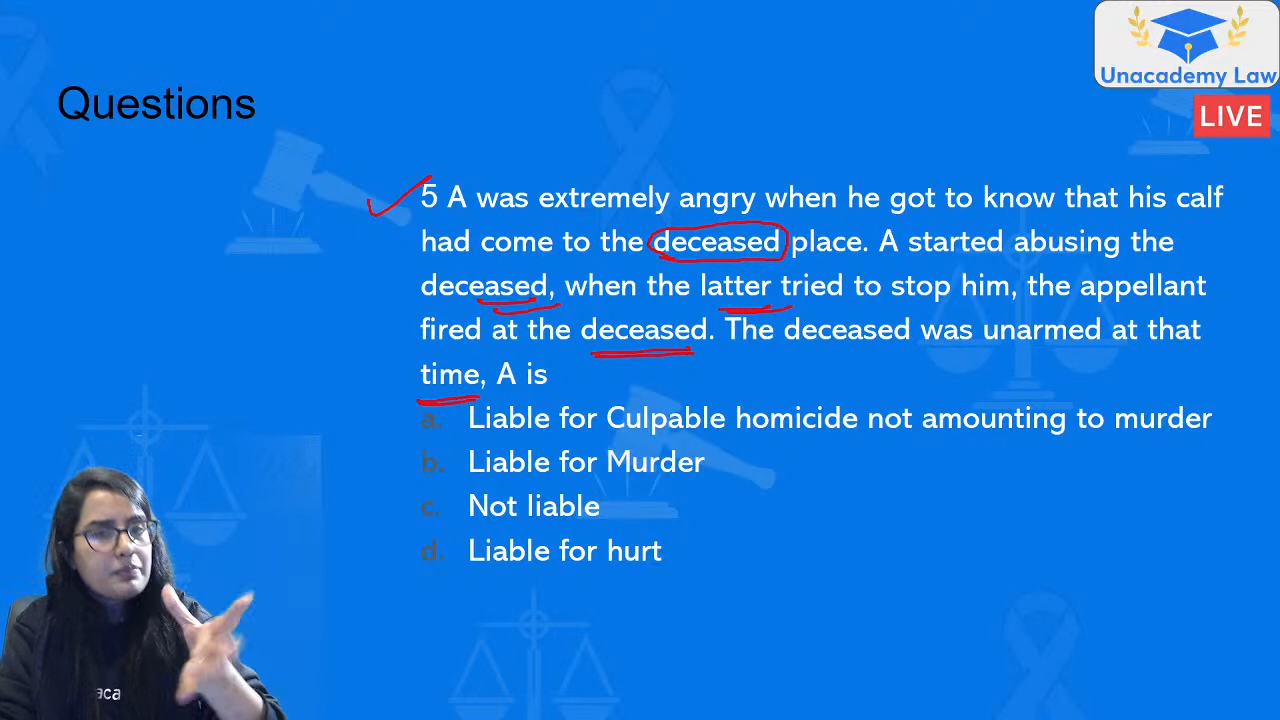 Unacademy Law
LIVE
Questions
5 A was extremely angry when he got to know that his calf
had come to the deceased place. A started abusing the
deceased, when the latter tried to stop him, the appellant
fired at the deceased. The deceased was unarmed at that
time, A is
a. Liable for Culpable homicide not amounting to murder
b. Liable for Murder
c. Not liable
d. Liable for hurt
aca